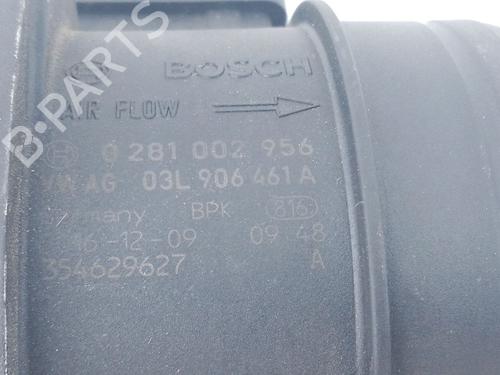 BOSCH
AIR FLOW
0 281 002 956
VW AG 03L 906 461 A
Germany BPK 816
16-12-09 09 48
354629627 A
B-Parts